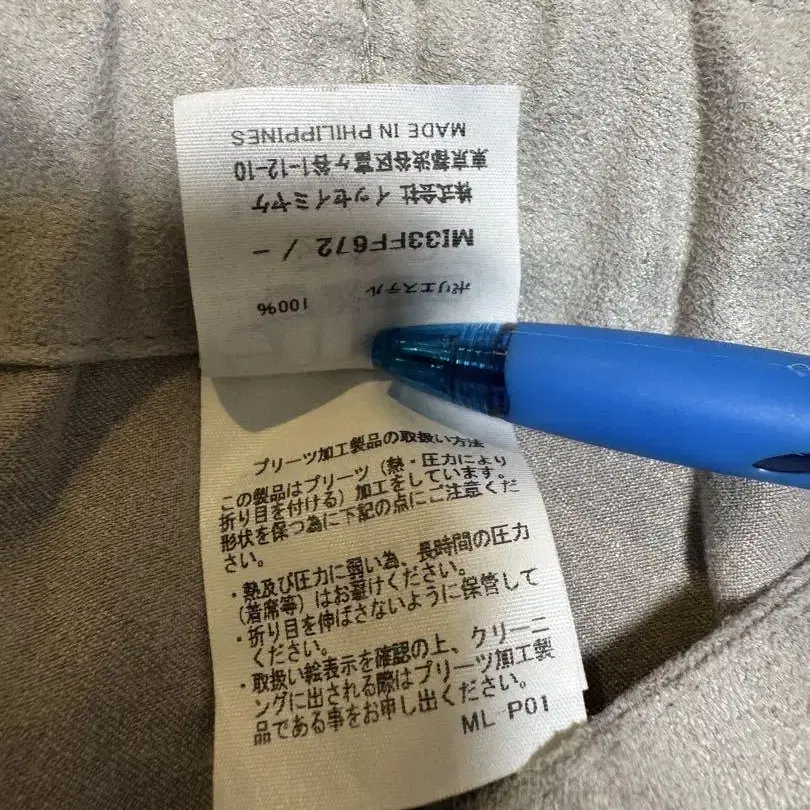 ポリエステル 100%
MI33FF672 / -
株式会社 イッセイミヤケ
東京都渋谷区富ヶ谷1-12-10
MADE IN PHILIPPINES
プリーツ加工製品の取扱い方法
この製品はプリーツ（熱・圧力により
折り目を付ける）加工をしています。
形状を保つ為に下記の点にご注意くだ
さい。
・熱及び圧力に弱い為、長時間の圧力
（着席等）はお避けください。
・折り目を伸ばさないように保管して
ください。
・取扱い絵表示を確認の上、クリーニ
ングに出される際はプリーツ加工製
品である事をお申し出ください。
ML P01